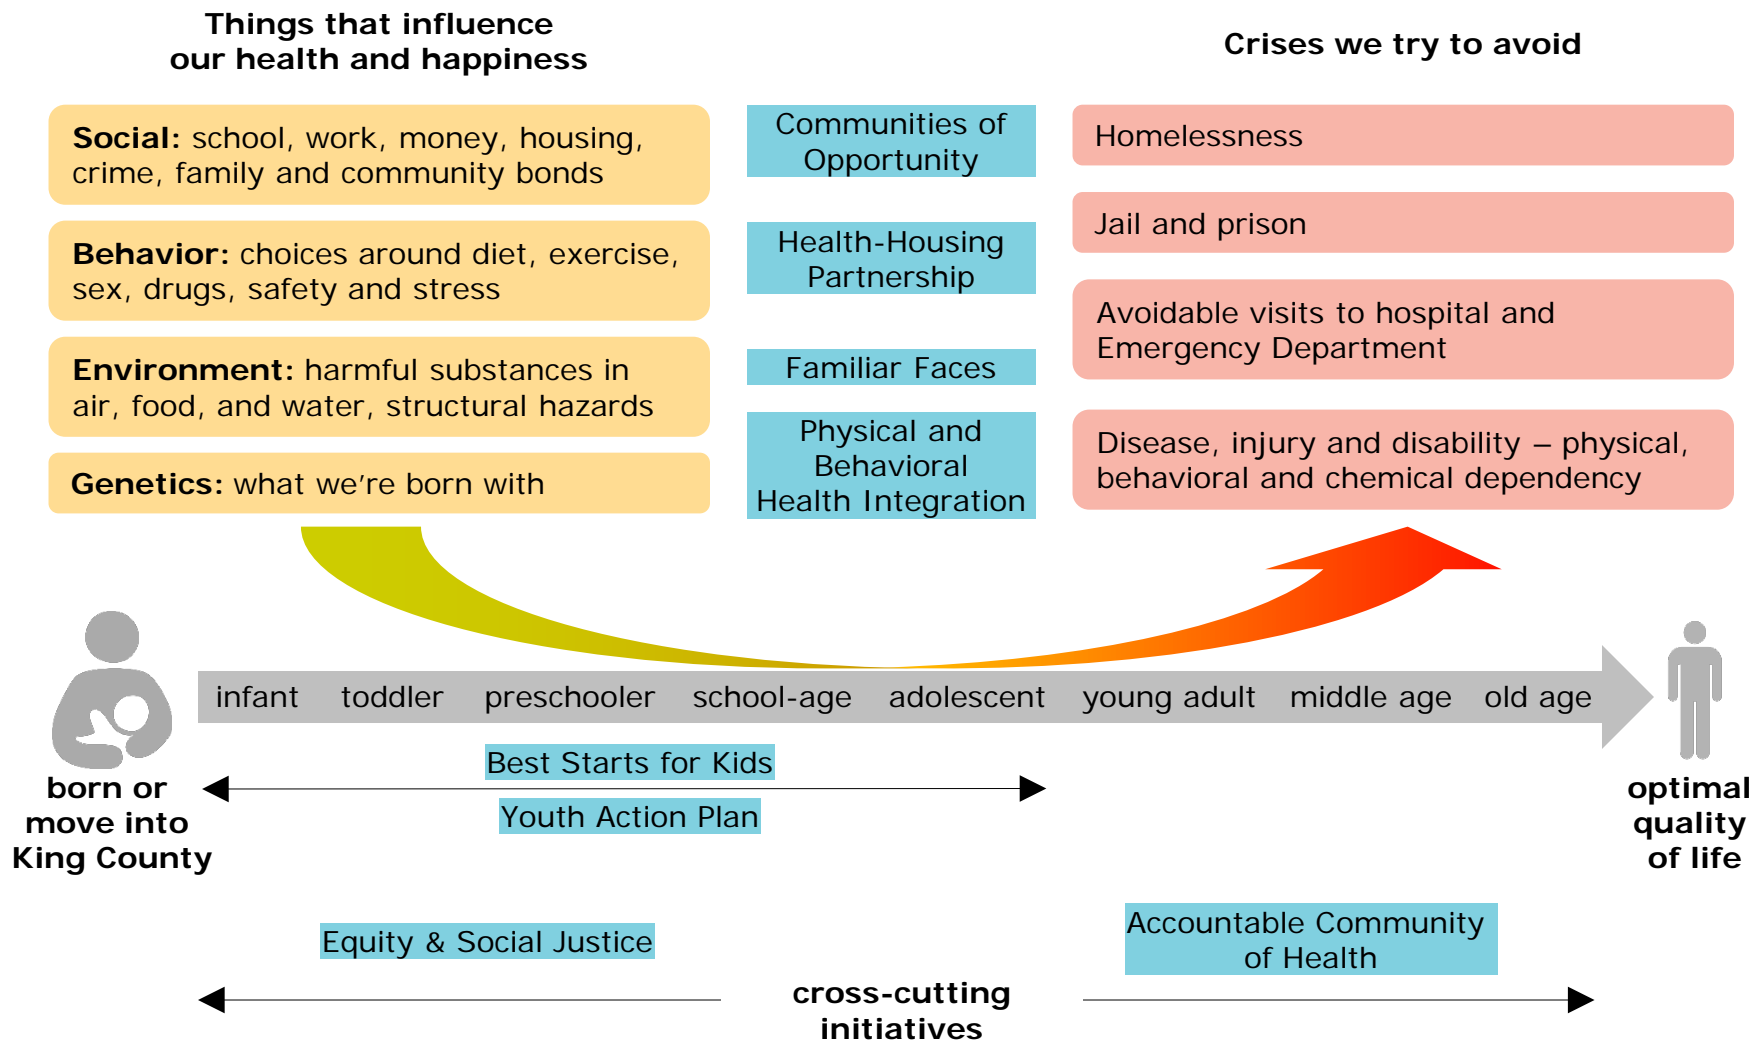 Things that influence
our health and happiness
Social: school, work, money, housing,
crime, family and community bonds
Behavior: choices around diet, exercise,
sex, drugs, safety and stress
Environment: harmful substances in
air, food, and water, structural hazards
Genetics: what we're born with
Communities of
Opportunity
Health-Housing
Partnership
Familiar Faces
Physical and
Behavioral
Health Integration
Crises we try to avoid
Homelessness
Jail and prison
Avoidable visits to hospital and
Emergency Department
Disease, injury and disability – physical,
behavioral and chemical dependency
infant toddler preschooler school-age adolescent young adult middle age old age
born or
move into
King County
Best Starts for Kids
Youth Action Plan
optimal
quality
of life
Equity & Social Justice
Accountable Community
of Health
cross-cutting
initiatives